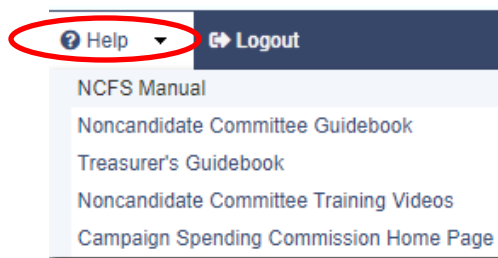 Help Logout
NCFS Manual
Noncandidate Committee Guidebook
Treasurer's Guidebook
Noncandidate Committee Training Videos
Campaign Spending Commission Home Page